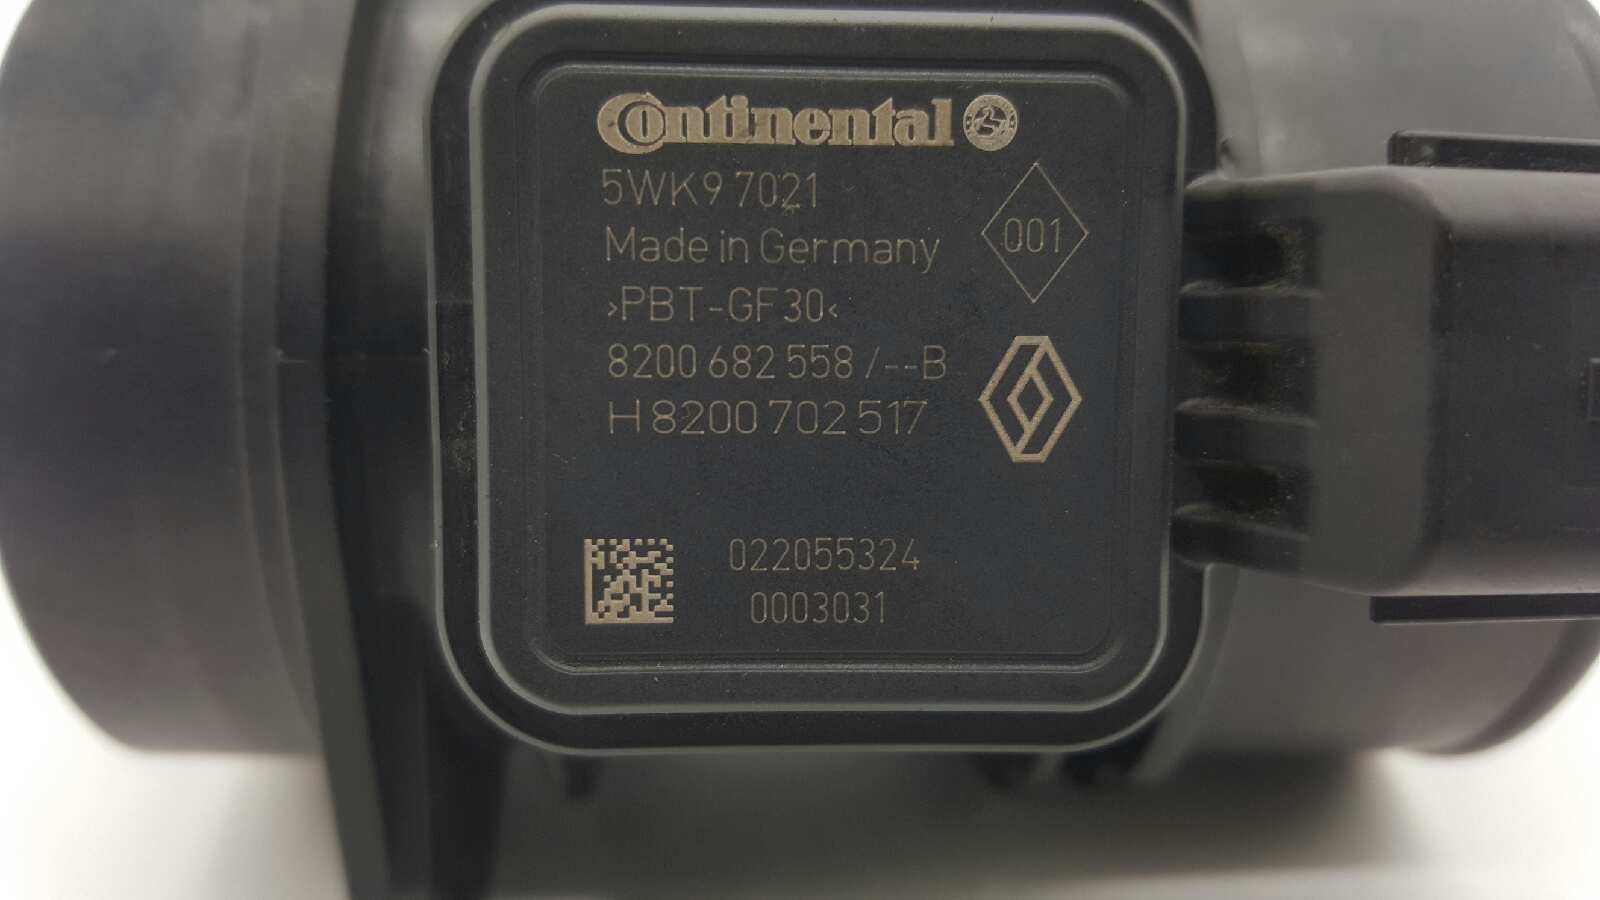 Continental
5WK9 7021
001
Made in Germany
>PBT-GF30<
8200 682 558 /--B
H 8200 702 517
022055324
0003031